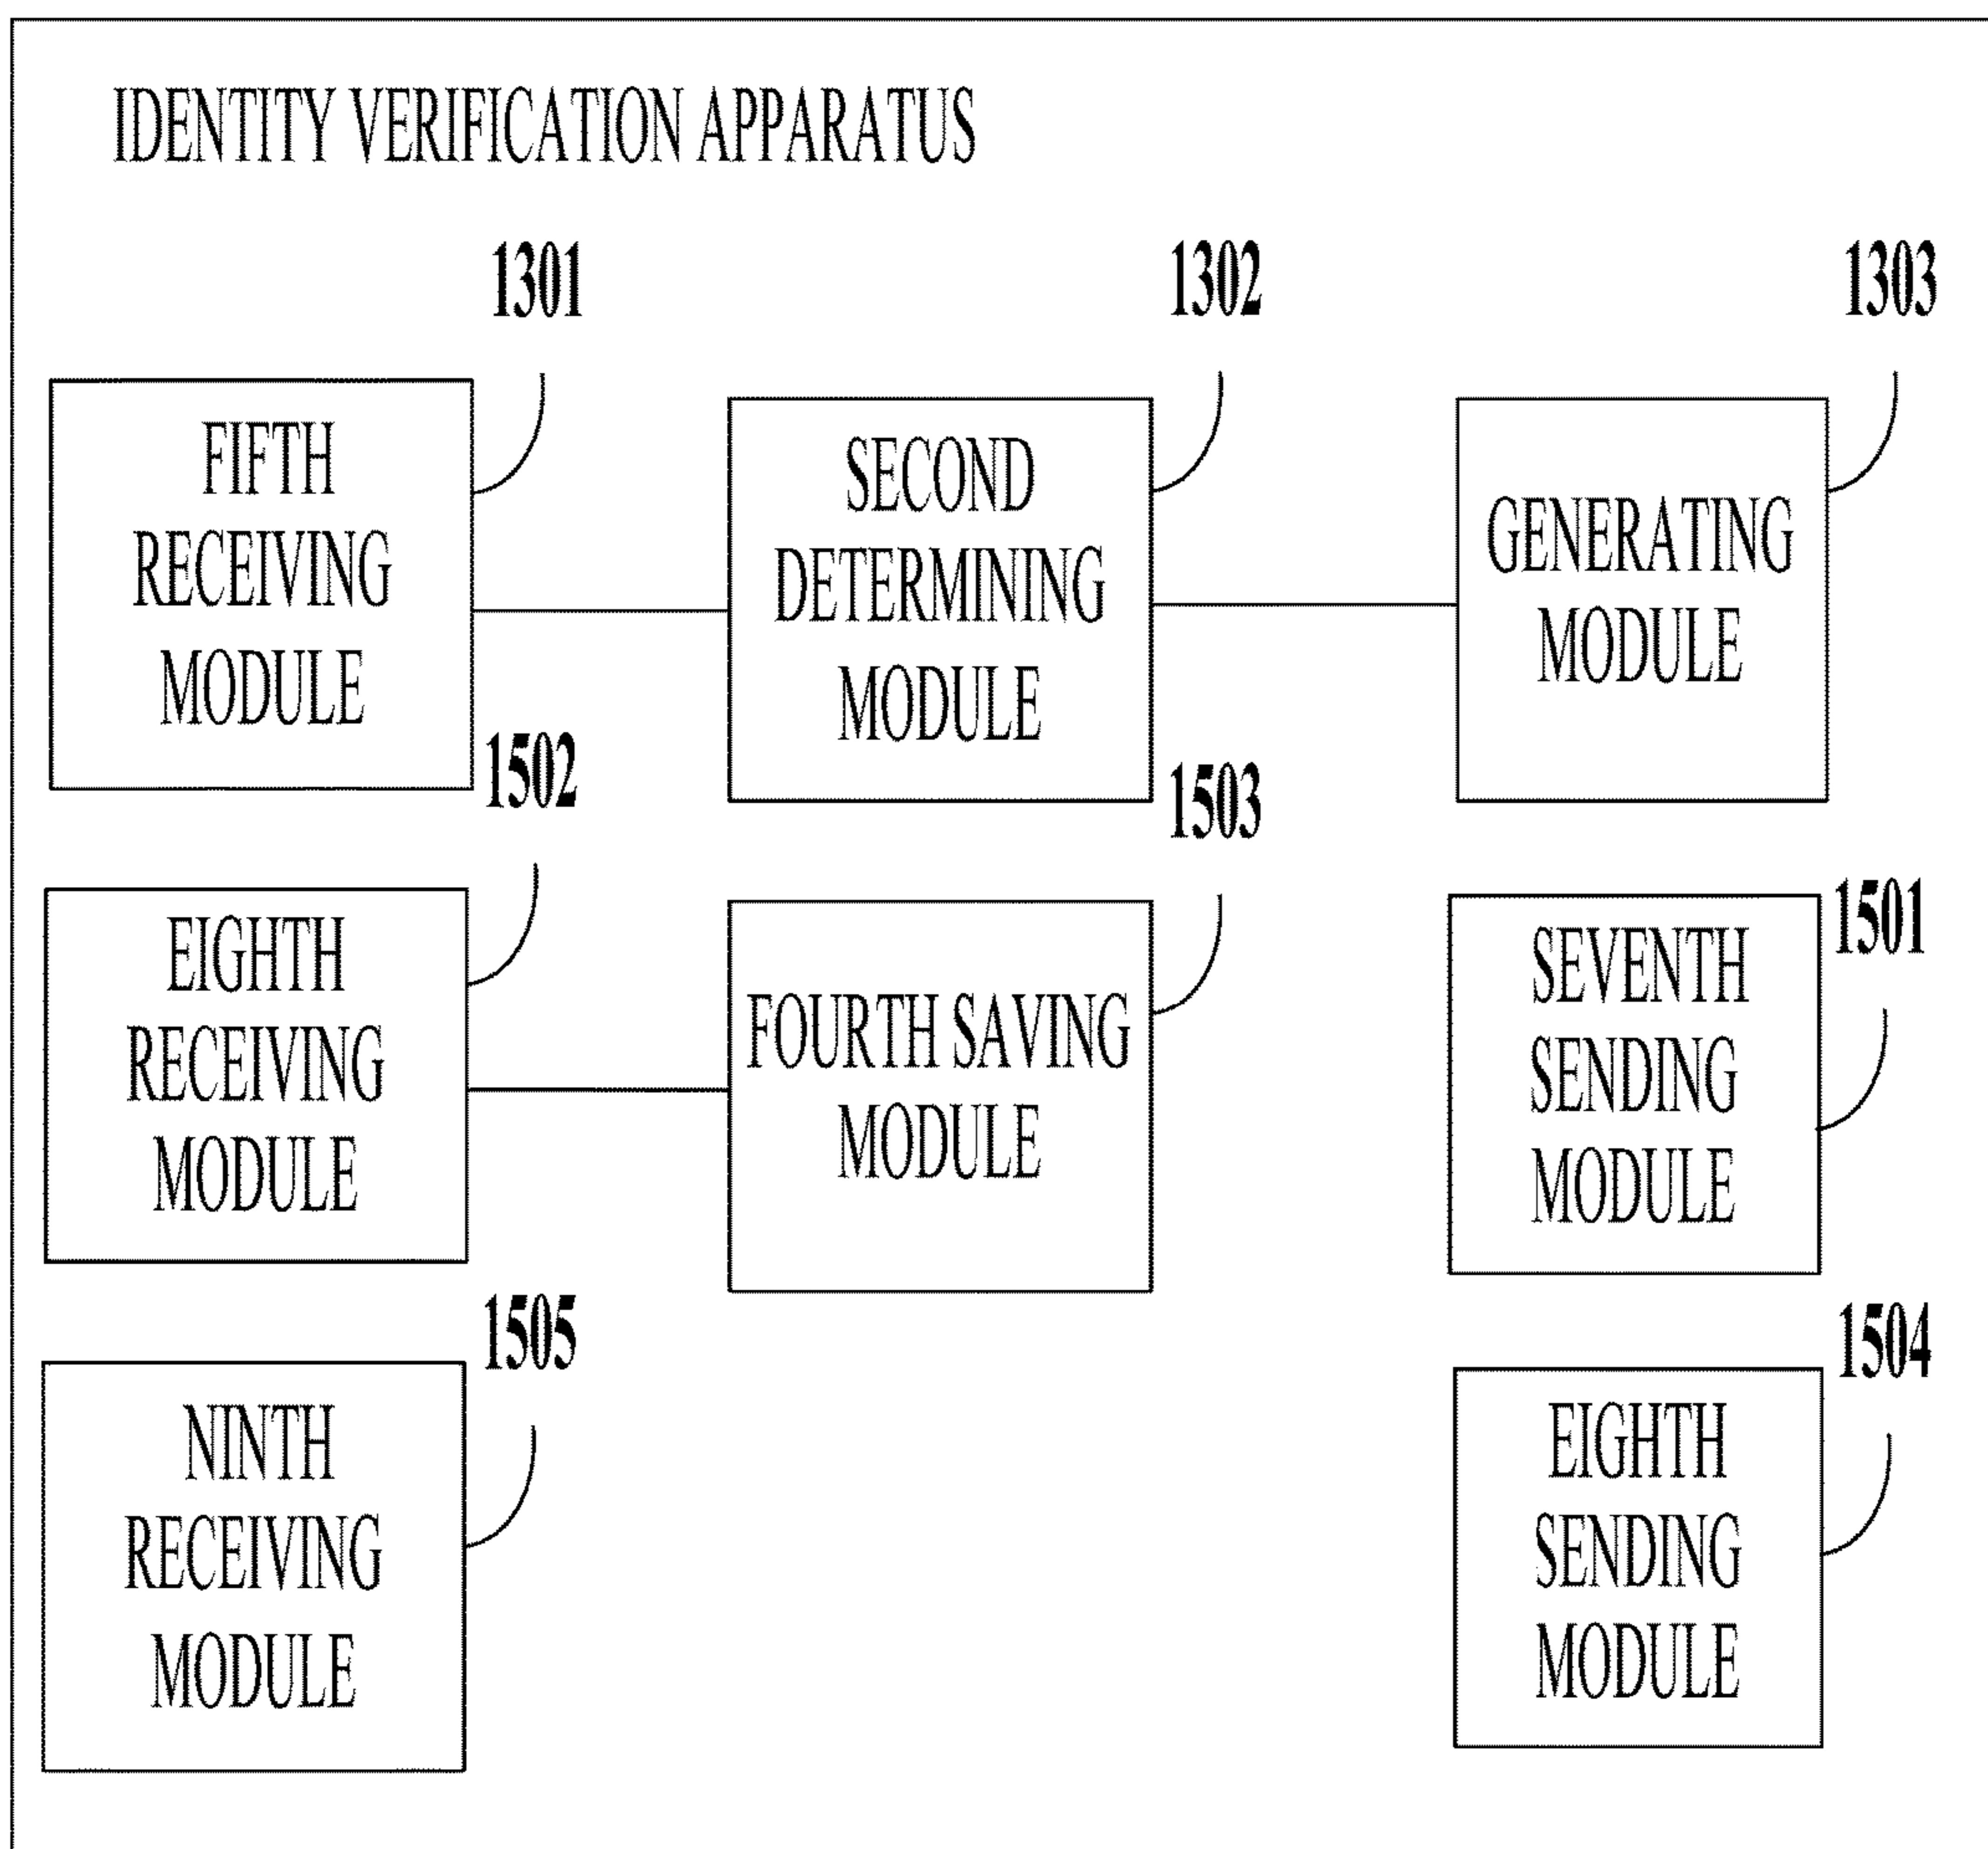 IDENTITY VERIFICATION APPARATUS
1301
1302
1303
FIFTH
RECEIVING
MODULE
SECOND
DETERMINING
MODULE
GENERATING
MODULE
1502
1503
1501
EIGHTH
RECEIVING
MODULE
FOURTH SAVING
MODULE
SEVENTH
SENDING
MODULE
1505
1504
NINTH
RECEIVING
MODULE
EIGHTH
SENDING
MODULE